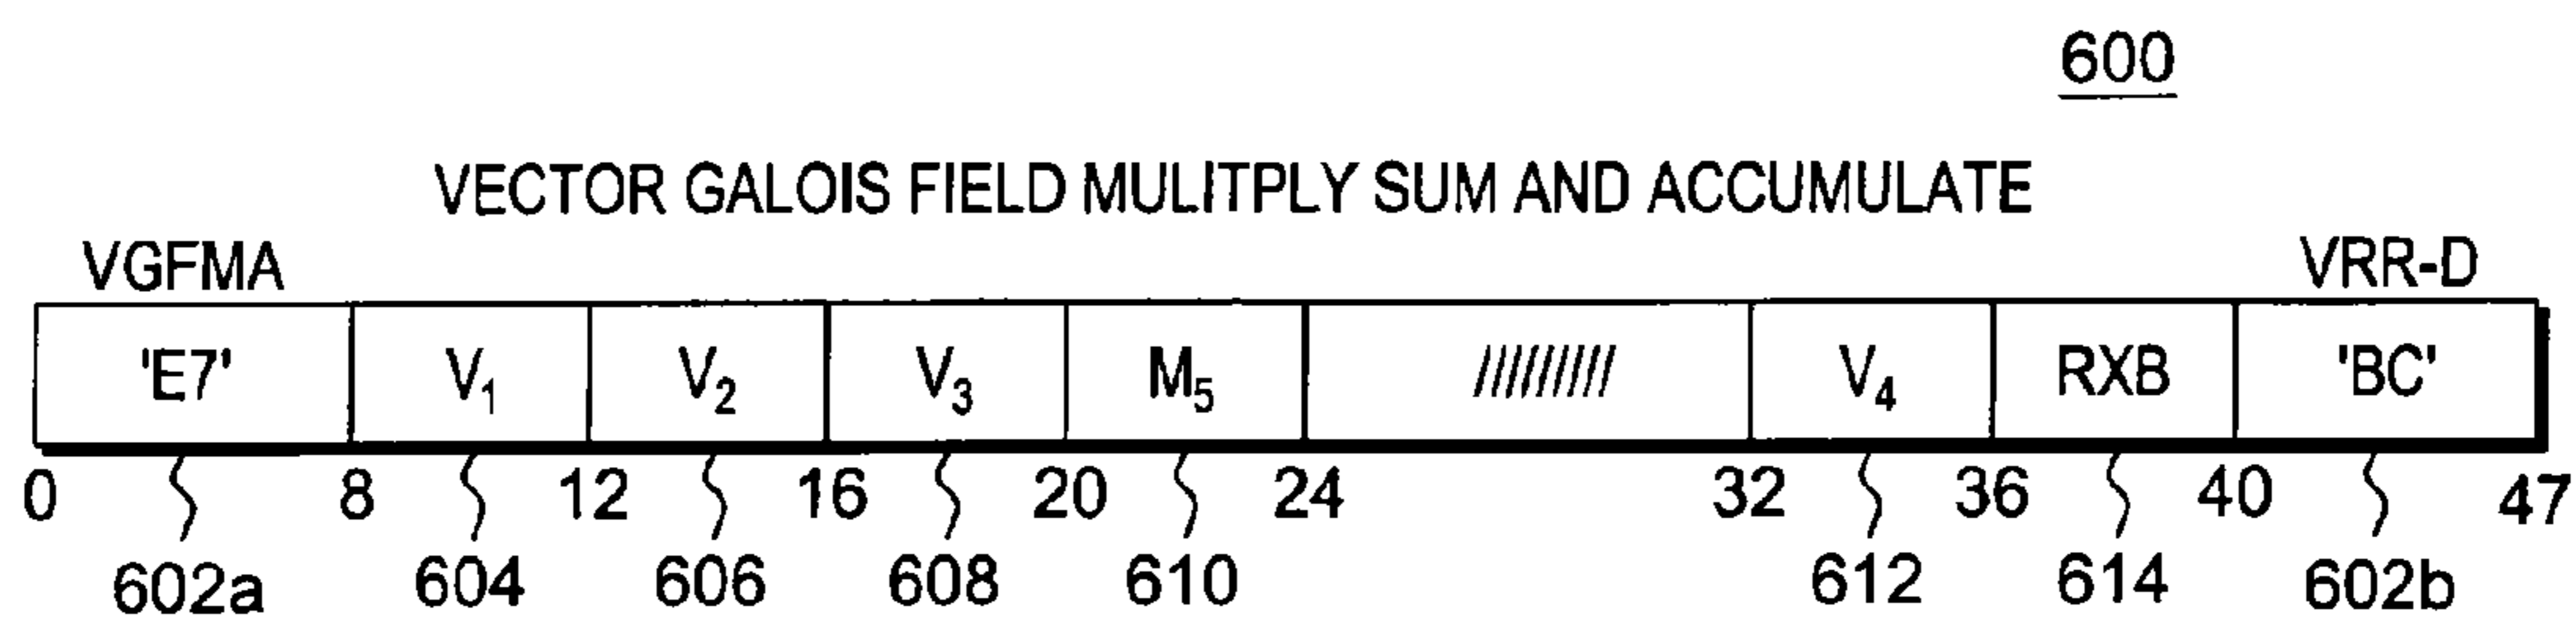 600
VECTOR GALOIS FIELD MULITPLY SUM AND ACCUMULATE
VGFMA VRR-D
'E7' V1 V2 V3 M5 ///////// V4 RXB 'BC'
0 8 12 16 20 24 32 36 40 47
602a 604 606 608 610 612 614 602b